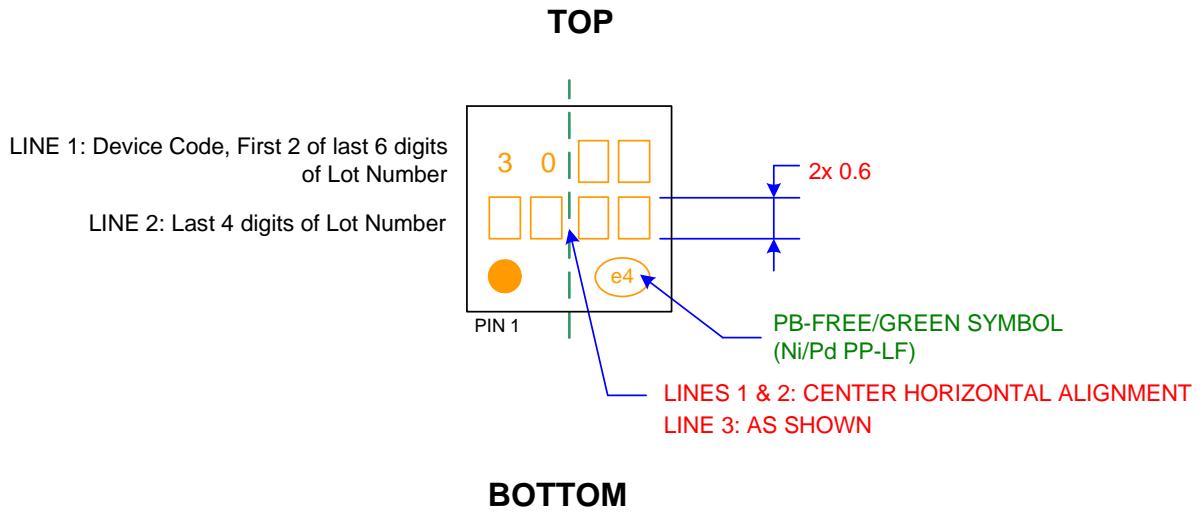 TOP
LINE 1: Device Code, First 2 of last 6 digits
of Lot Number
3 0
2x 0.6
LINE 2: Last 4 digits of Lot Number
e4
PIN 1
PB-FREE/GREEN SYMBOL
(Ni/Pd PP-LF)
LINES 1 & 2: CENTER HORIZONTAL ALIGNMENT
LINE 3: AS SHOWN
BOTTOM